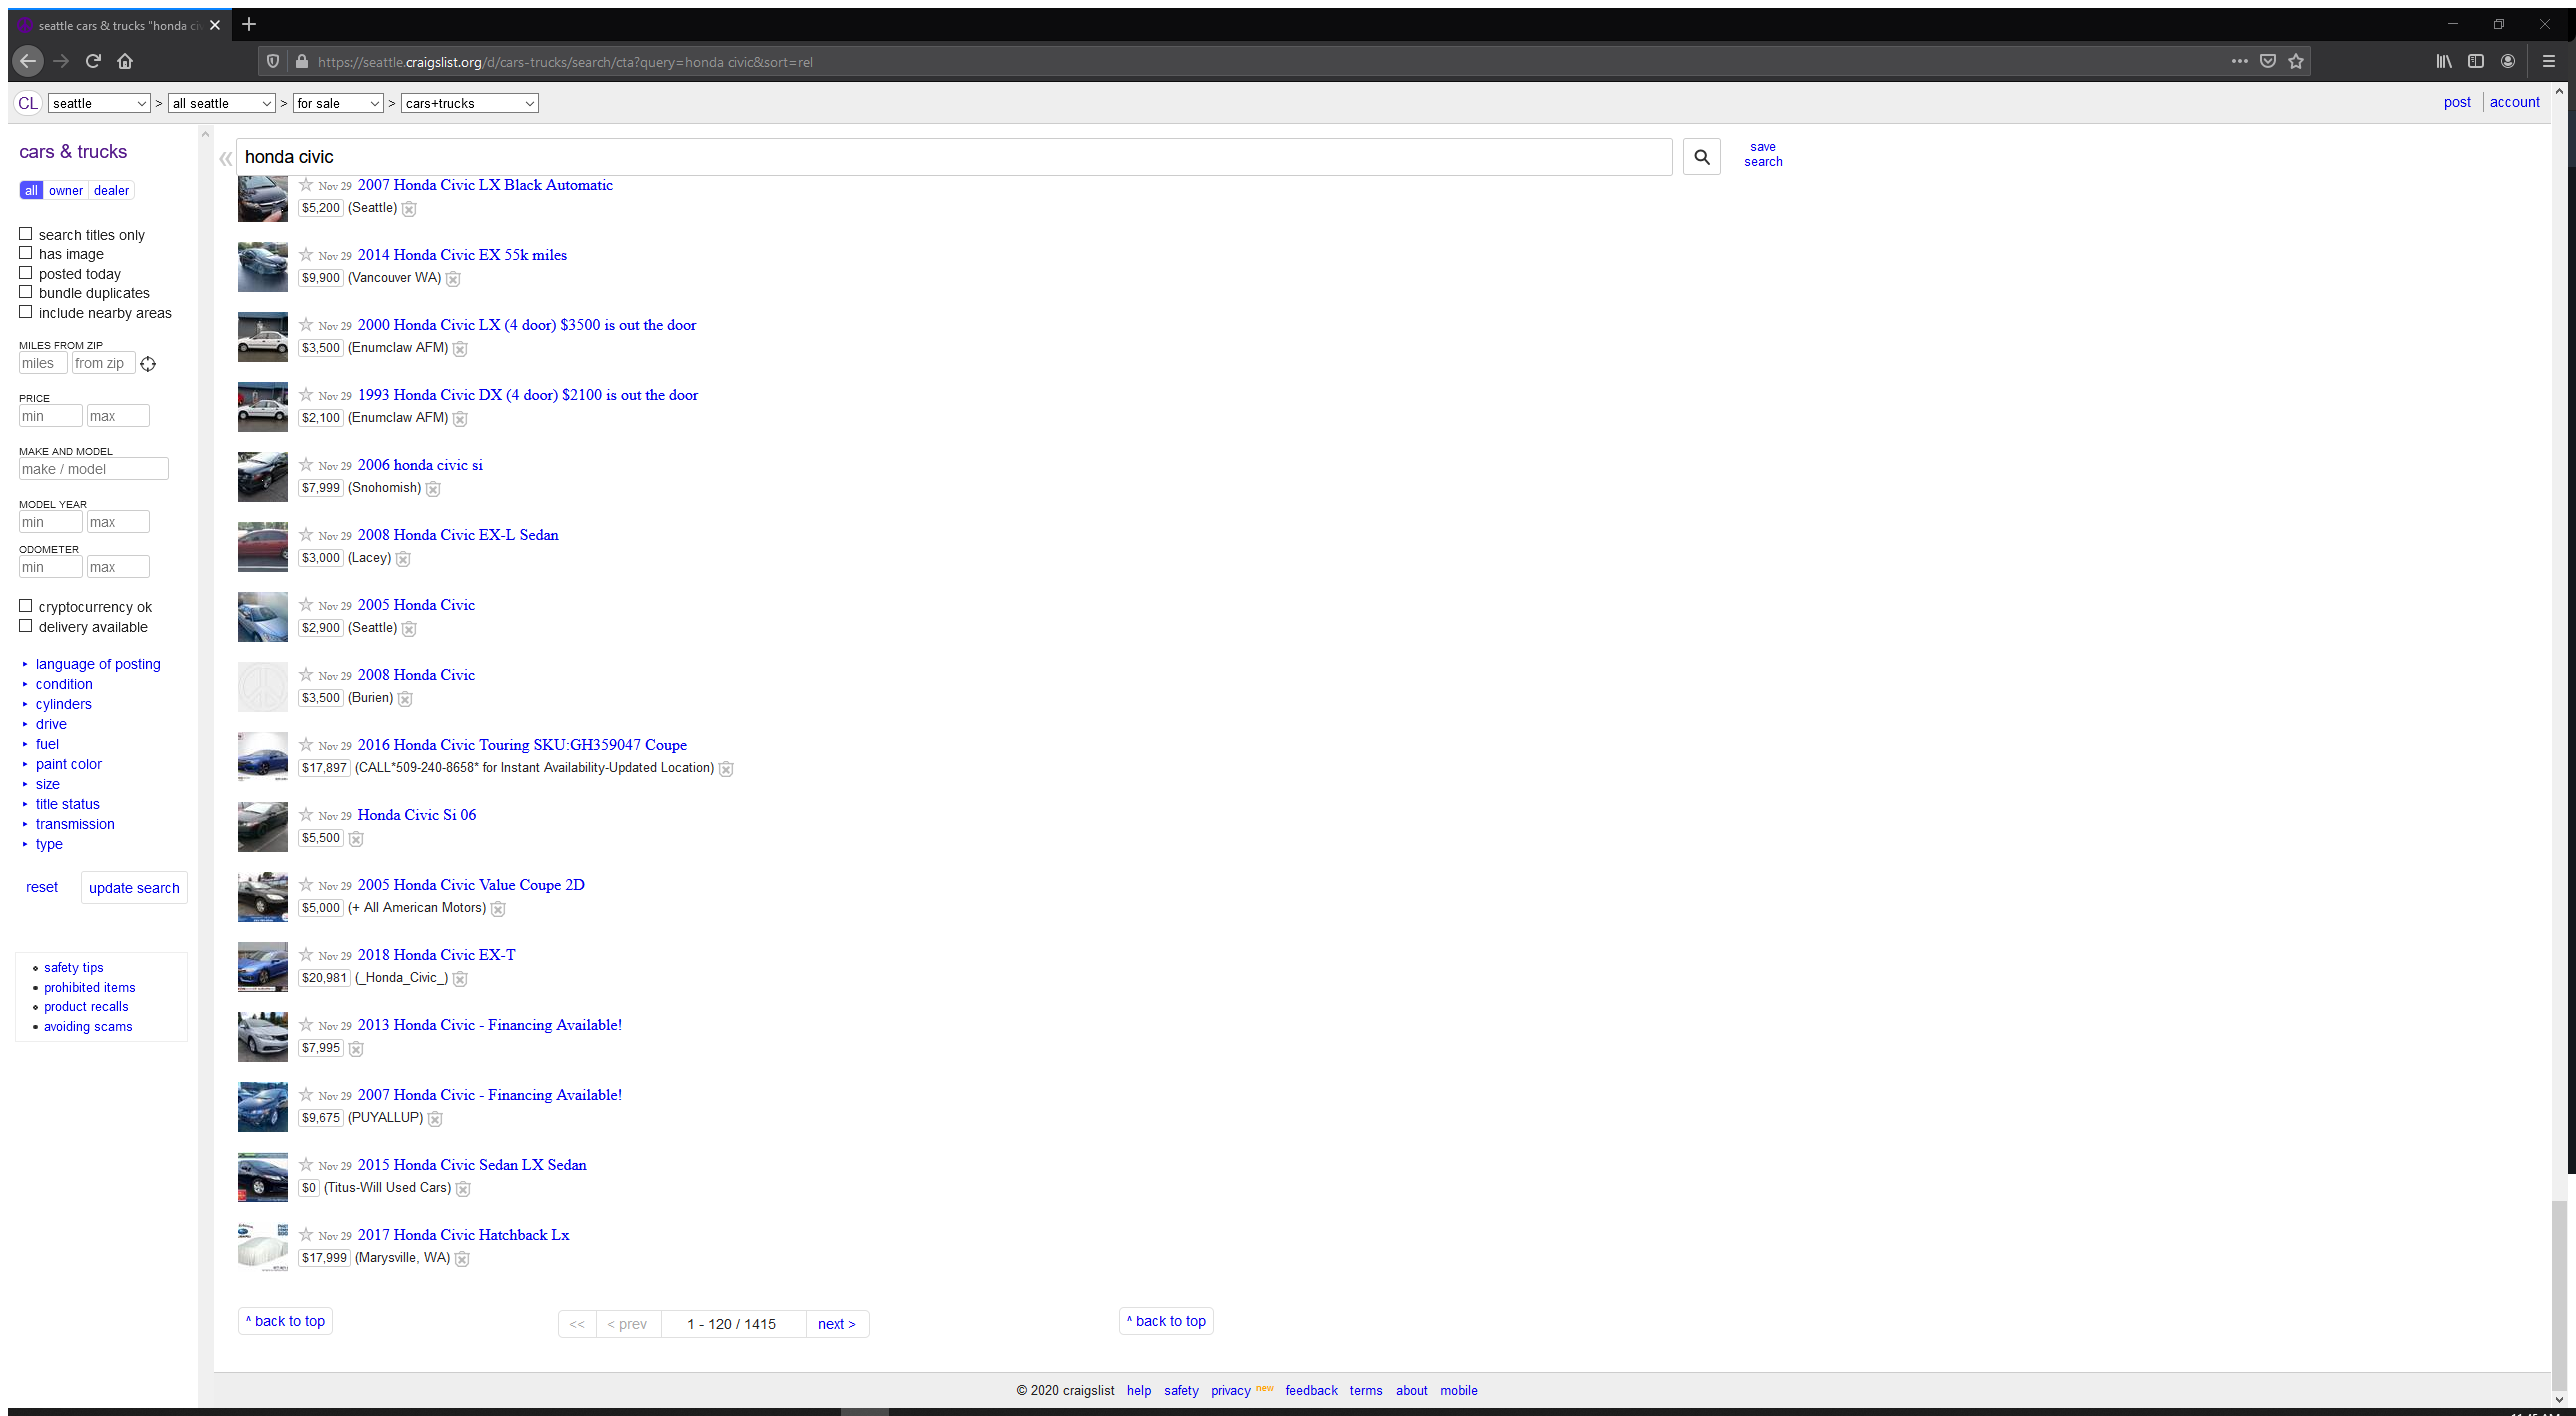 seattle cars & trucks "honda civ
https://seattle.craigslist.org/d/cars-trucks/search/cta?query=honda civic&sort=rel
CL seattle > all seattle > for sale > cars+trucks post account
cars & trucks
all owner dealer
search titles only
has image
posted today
bundle duplicates
include nearby areas
MILES FROM ZIP
miles from zip
PRICE
min max
MAKE AND MODEL
make / model
MODEL YEAR
min max
ODOMETER
min max
cryptocurrency ok
delivery available
language of posting
condition
cylinders
drive
fuel
paint color
size
title status
transmission
type
reset update search
safety tips
prohibited items
product recalls
avoiding scams
honda civic
save
search
Nov 29 2007 Honda Civic LX Black Automatic
$5,200 (Seattle)
Nov 29 2014 Honda Civic EX 55k miles
$9,900 (Vancouver WA)
Nov 29 2000 Honda Civic LX (4 door) $3500 is out the door
$3,500 (Enumclaw AFM)
Nov 29 1993 Honda Civic DX (4 door) $2100 is out the door
$2,100 (Enumclaw AFM)
Nov 29 2006 honda civic si
$7,999 (Snohomish)
Nov 29 2008 Honda Civic EX-L Sedan
$3,000 (Lacey)
Nov 29 2005 Honda Civic
$2,900 (Seattle)
Nov 29 2008 Honda Civic
$3,500 (Burien)
Nov 29 2016 Honda Civic Touring SKU:GH359047 Coupe
$17,897 (CALL*509-240-8658* for Instant Availability-Updated Location)
Nov 29 Honda Civic Si 06
$5,500
Nov 29 2005 Honda Civic Value Coupe 2D
$5,000 (+ All American Motors)
Nov 29 2018 Honda Civic EX-T
$20,981 (_Honda_Civic_)
Nov 29 2013 Honda Civic - Financing Available!
$7,995
Nov 29 2007 Honda Civic - Financing Available!
$9,675 (PUYALLUP)
Nov 29 2015 Honda Civic Sedan LX Sedan
$0 (Titus-Will Used Cars)
Nov 29 2017 Honda Civic Hatchback Lx
$17,999 (Marysville, WA)
^ back to top << < prev 1 - 120 / 1415 next > ^ back to top
© 2020 craigslist help safety privacy new feedback terms about mobile